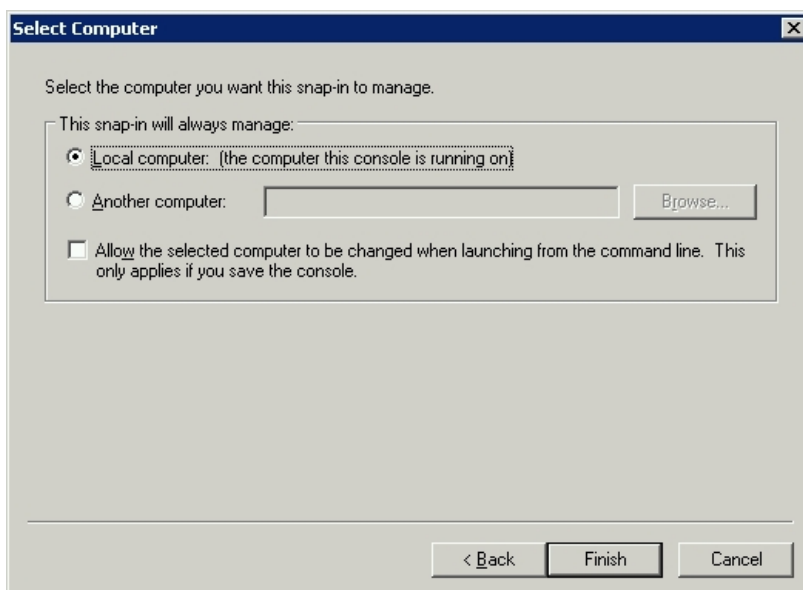 Select Computer
Select the computer you want this snap-in to manage.
This snap-in will always manage:
Local computer: (the computer this console is running on)
Another computer:
Browse...
Allow the selected computer to be changed when launching from the command line. This
only applies if you save the console.
< Back
Finish
Cancel